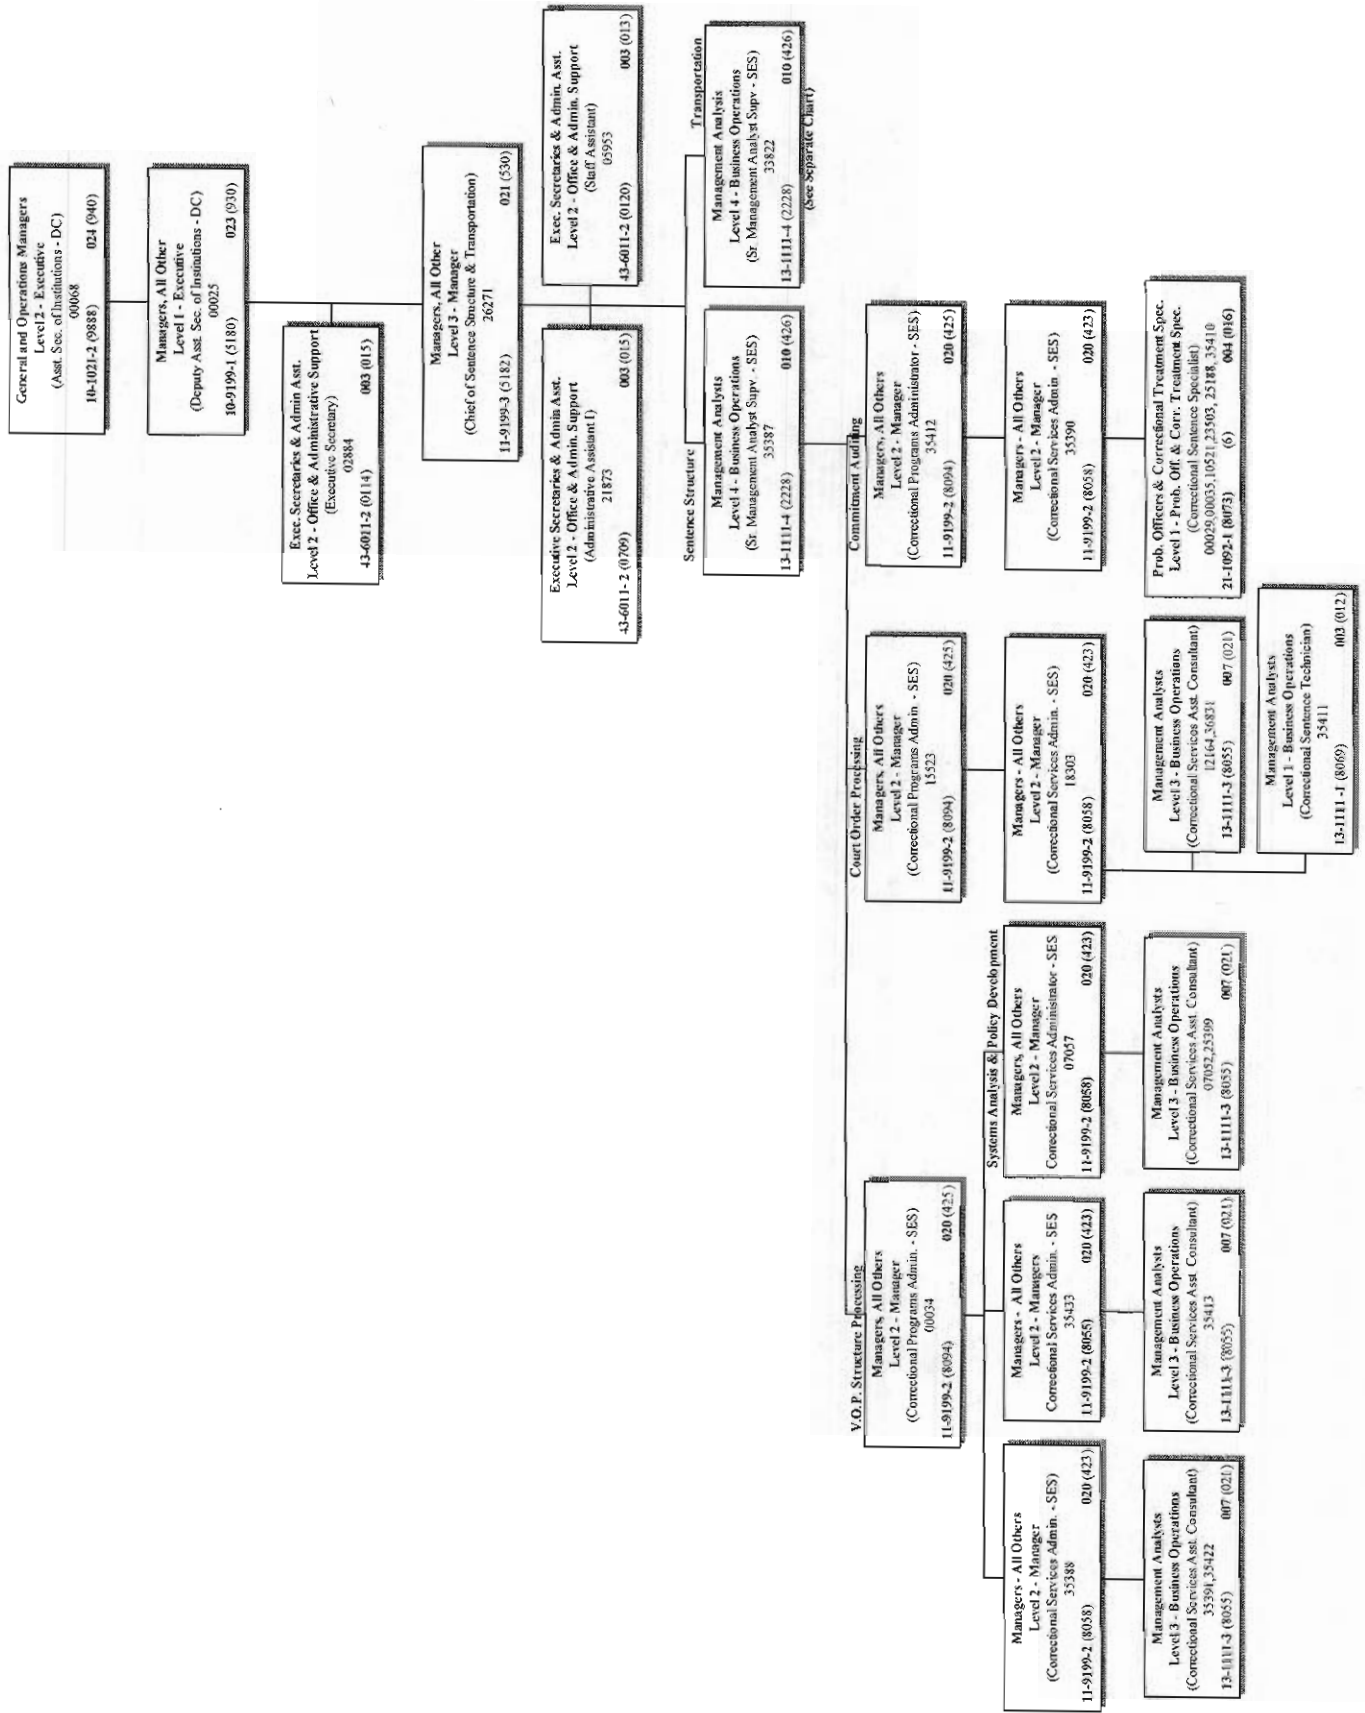 General and Operations Managers
Level 2 - Executive
(Asst. Sec. of Institutions - DC)
00068
10-1021-2 (9888) 024 (940)
Managers, All Other
Level 1 - Executive
(Deputy Asst. Sec. of Institutions - DC)
00025
10-9199-1 (5180) 023 (930)
Exec. Secretaries & Admin Asst.
Level 2 - Office & Administrative Support
(Executive Secretary)
02884
43-6011-2 (0114) 003 (015)
Managers, All Other
Level 3 - Manager
(Chief of Sentence Structure & Transportation)
26271
11-9199-3 (5182) 021 (530)
Executive Secretaries & Admin Asst.
Level 2 - Office & Admin. Support
(Administrative Assistant I)
21873
43-6011- 2 (0709) 003 (015)
Exec. Secretaries & Admin. Asst.
Level 2 - Office & Admin. Support
(Staff Assistant)
05953
43-6011-2 (0120) 003 (013)
Sentence Structure
Management Analysts
Level 4 - Business Operations
(Sr. Management Analyst Supv. - SES)
35387
13-1111-4 (2228) 010 (426)
Transportation
Management Analysis
Level 4 - Business Operations
(Sr. Management Analyst Supv - SES)
33822
13-1111-4 (2228) 010 (426)
(See Separate Chart)
V.O.P. Structure Processing
Managers, All Others
Level 2 - Manager
(Correctional Programs Admin. - SES)
00034
11-9199-2 (8094) 020 (425)
Court Order Processing
Managers, All Others
Level 2 - Manager
(Correctional Programs Admin. - SES)
15523
11-9199-2 (8094) 020 (425)
Commitment Auditing
Managers, All Others
Level 2 - Manager
(Correctional Programs Administrator - SES)
35412
11-9199-2 (8094) 020 (425)
Managers - All Others
Level 2 - Manager
(Correctional Services Admin. - SES)
35388
11-9199-2 (8058) 020 (423)
Managers - All Others
Level 2 - Managers
Correctional Services Admin. - SES
35433
11-9199-2 (8055) 020 (423)
Systems Analysis & Policy Development
Managers, All Others
Level 2 - Manager
Correctional Services Administrator - SES
07057
11-9199-2 (8058) 020 (423)
Managers - All Others
Level 2 - Manager
(Correctional Services Admin. - SES)
18303
11-9199-2 (8058) 020 (423)
Managers - All Others
Level 2 - Manager
(Correctional Services Admin. - SES)
35390
11-9199-2 (8058) 020 (423)
Management Analysts
Level 3 - Business Operations
(Correctional Services Asst. Consultant)
35391,35422
13-1111-3 (8055) 007 (021)
Management Analysts
Level 3 - Business Operations
(Correctional Services Asst. Consultant)
35413
13-1111-3 (8055) 007 (021)
Management Analysts
Level 3 - Business Operations
(Correctional Services Asst. Consultant)
07052,25399
13-1111-3 (8055) 007 (021)
Management Analysts
Level 3 - Business Operations
(Correctional Services Asst. Consultant)
12164,36831
13-1111-3 (8055) 007 (021)
Prob. Officers & Correctional Treatment Spec.
Level 1 - Prob. Off. & Corr. Treatment Spec.
(Correctional Sentence Specialist)
00029,00035,10521,23503, 25188, 35410
21-1092-1 (8073) (6) 004 (016)
Management Analysts
Level 1 - Business Operations
(Correctional Sentence Technician)
35411
13-1111 -1 (8069) 003 (012)